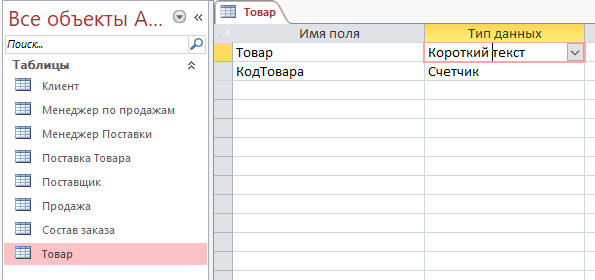 Все объекты A...
Поиск...
Таблицы
Клиент
Менеджер по продажам
Менеджер Поставки
Поставка Товара
Поставщик
Продажа
Состав заказа
Товар
Товар
Имя поля Тип данных
Товар Короткий текст
КодТовара Счетчик